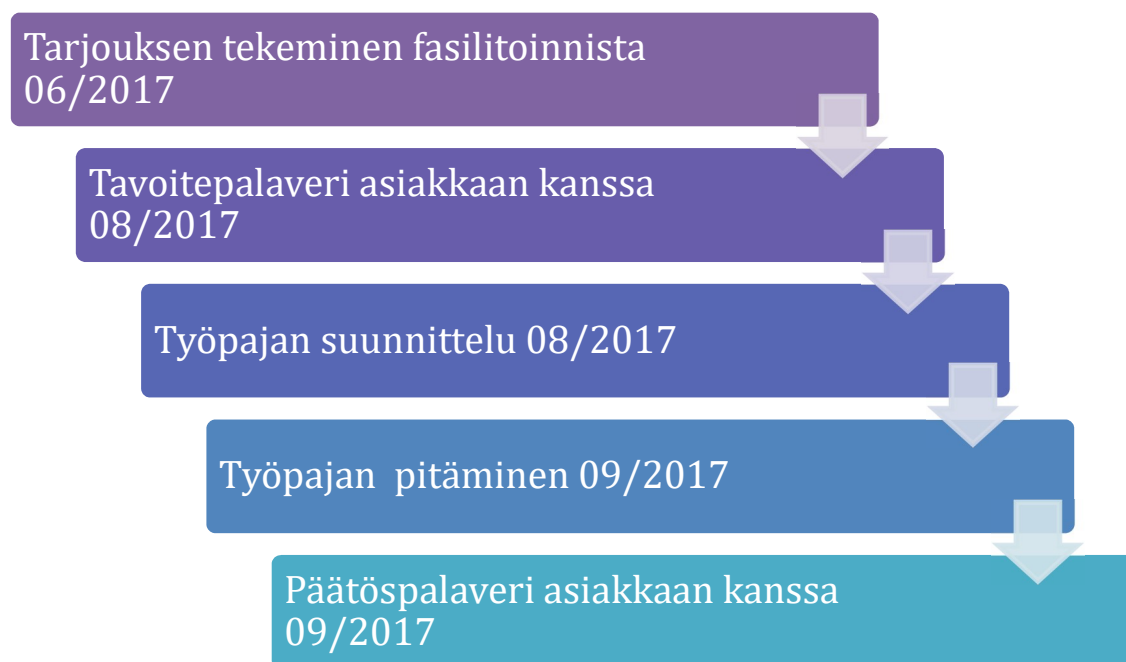 Tarjouksen tekeminen fasilitoinnista
06/2017
Tavoitepalaveri asiakkaan kanssa
08/2017
Työpajan suunnittelu 08/2017
Työpajan  pitäminen 09/2017
Päätöspalaveri asiakkaan kanssa
09/2017